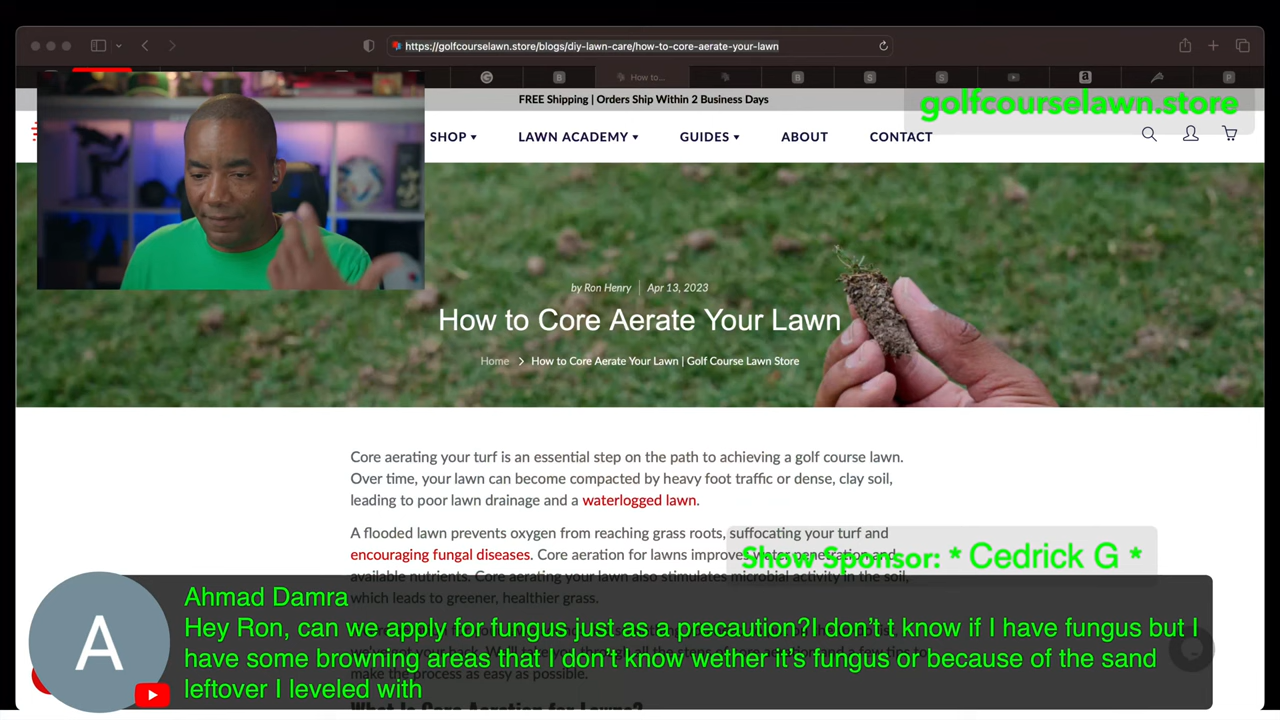 https://golfcourselawn.store/blogs/diy-lawn-care/how-to-core-aerate-your-lawn
How to...
FREE Shipping | Orders Ship Within 2 Business Days
golfcourselawn.store
SHOP
LAWN ACADEMY
GUIDES
ABOUT
CONTACT
by Ron Henry
Apr 13, 2023
How to Core Aerate Your Lawn
Home > How to Core Aerate Your Lawn | Golf Course Lawn Store
Core aerating your turf is an essential step on the path to achieving a golf course lawn.
Over time, your lawn can become compacted by heavy foot traffic or dense, clay soil,
leading to poor lawn drainage and a waterlogged lawn.
A flooded lawn prevents oxygen from reaching grass roots, suffocating your turf and
encouraging fungal diseases. Core aeration for lawns improves water penetration and
Show Sponsor: * Cedrick G *
available nutrients. Core aerating your lawn also stimulates microbial activity in the soil,
which leads to greener, healthier grass.
Ahmad Damra
A
Hey Ron, can we apply for fungus just as a precaution?I don't know if I have fungus but I
have some browning areas that I don't know wether it's fungus or because of the sand
leftover I leveled with
make the process as easy as possible.
What Is Core Aeration for Lawns?